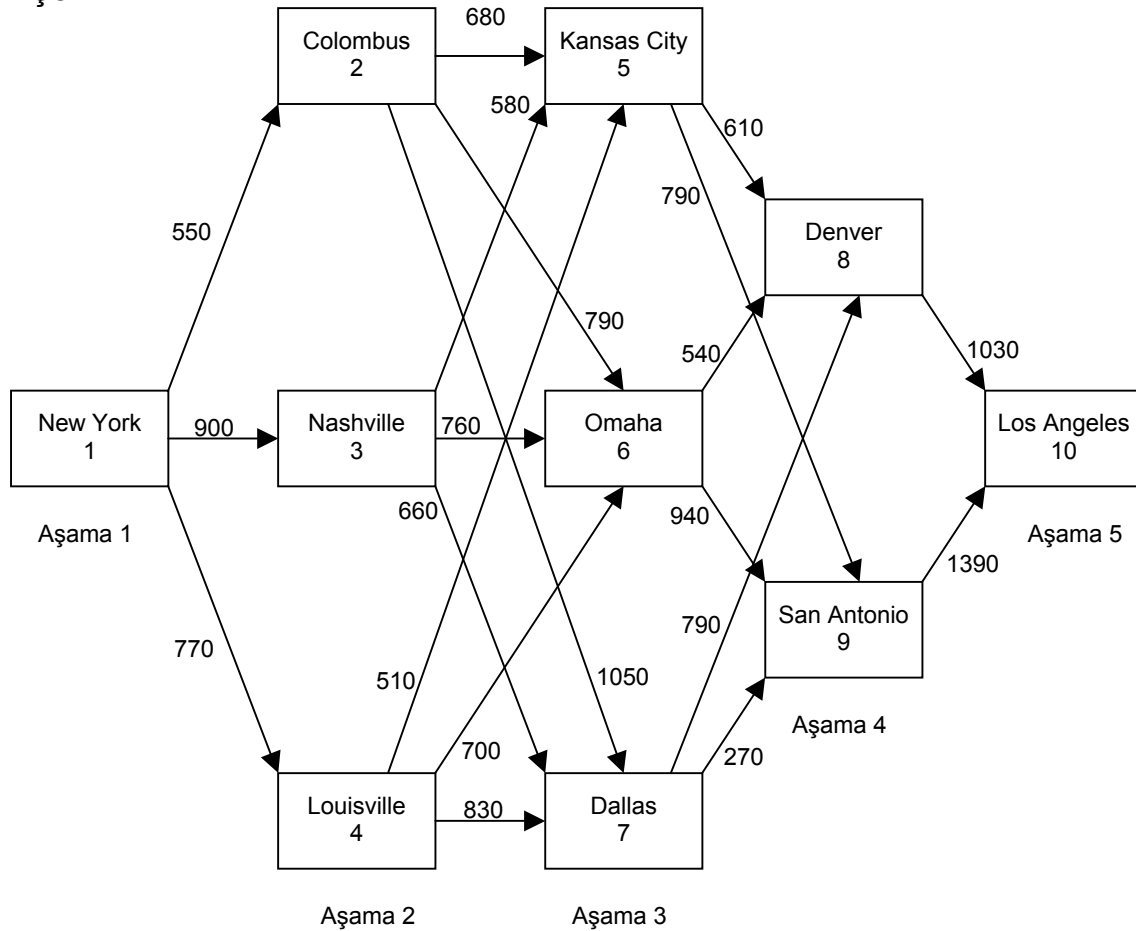 680
Colombus
2
Kansas City
5
580
610
790
550
Denver
8
790
540
1030
New York
1
900
Nashville
3
760
Omaha
6
Los Angeles
10
660
940
Aşama 1
Aşama 5
1390
770
510
1050
790
San Antonio
9
700
Aşama 4
270
Louisville
4
830
Dallas
7
Aşama 2
Aşama 3